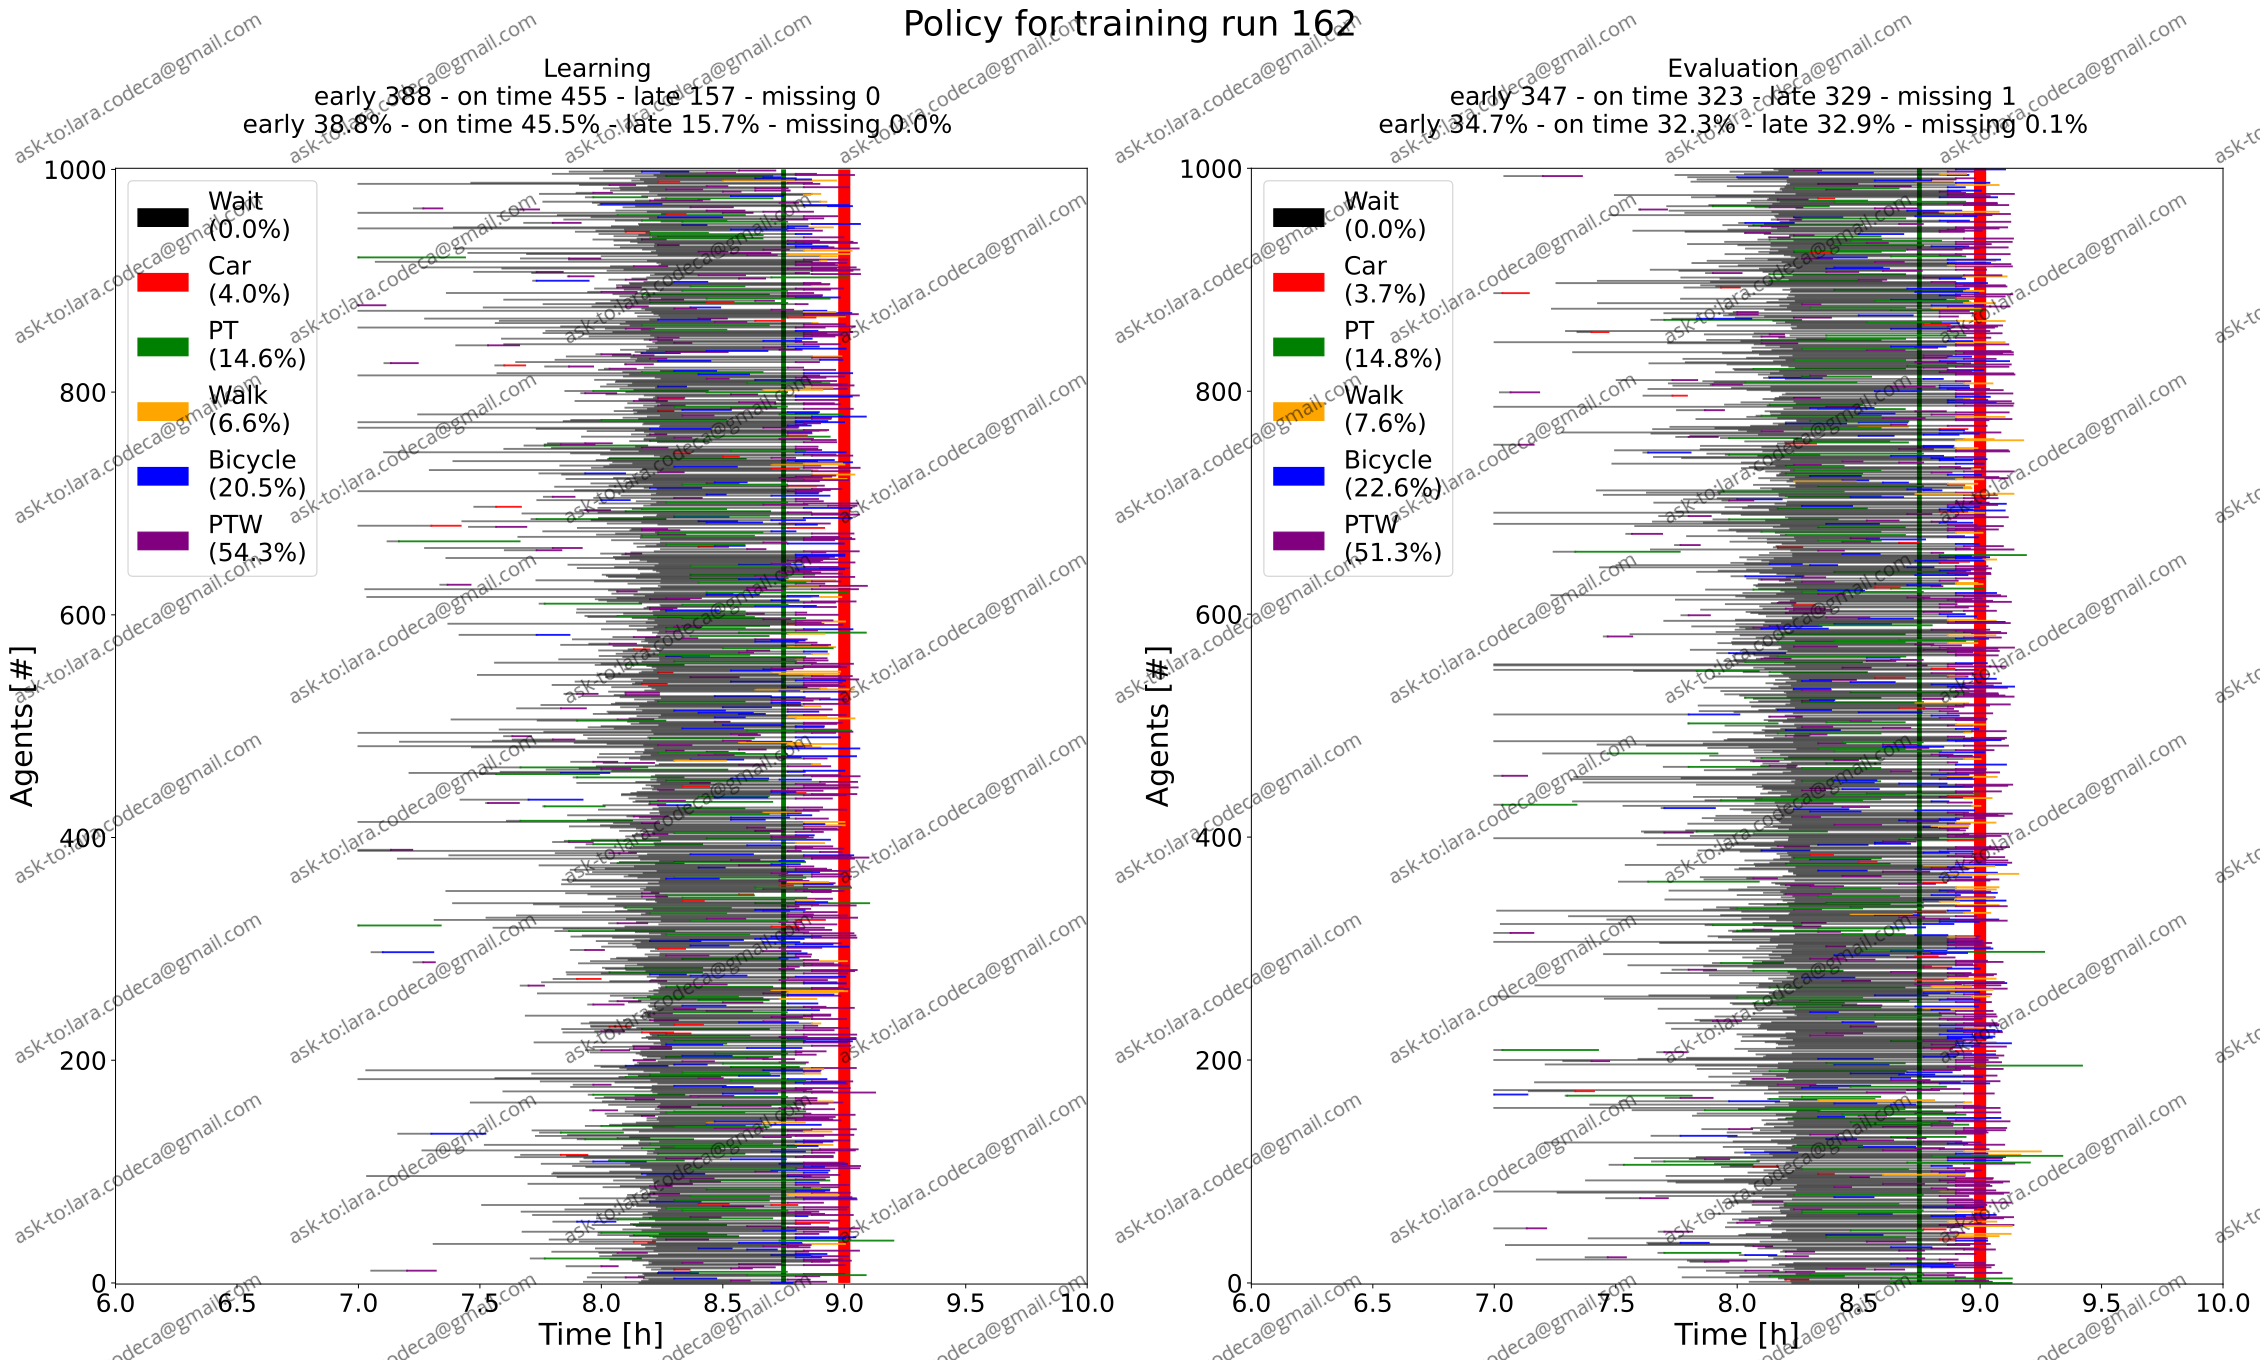 Policy for training run 162
Learning
early 388 - on time 455 - late 157 - missing 0
early 38.8% - on time 45.5% - late 15.7% - missing 0.0%
Agents [#]
1000
800
600
400
200
0
Wait
(0.0%)
Car
(4.0%)
PT
(14.6%)
Walk
(6.6%)
Bicycle
(20.5%)
PTW
(54.3%)
6.0 6.5 7.0 7.5 8.0 8.5 9.0 9.5 10.0
Time [h]
Evaluation
early 347 - on time 323 - late 329 - missing 1
early 34.7% - on time 32.3% - late 32.9% - missing 0.1%
Agents [#]
1000
800
600
400
200
0
Wait
(0.0%)
Car
(3.7%)
PT
(14.8%)
Walk
(7.6%)
Bicycle
(22.6%)
PTW
(51.3%)
6.0 6.5 7.0 7.5 8.0 8.5 9.0 9.5 10.0
Time [h]
ask-to:lara.codeca@gmail.com